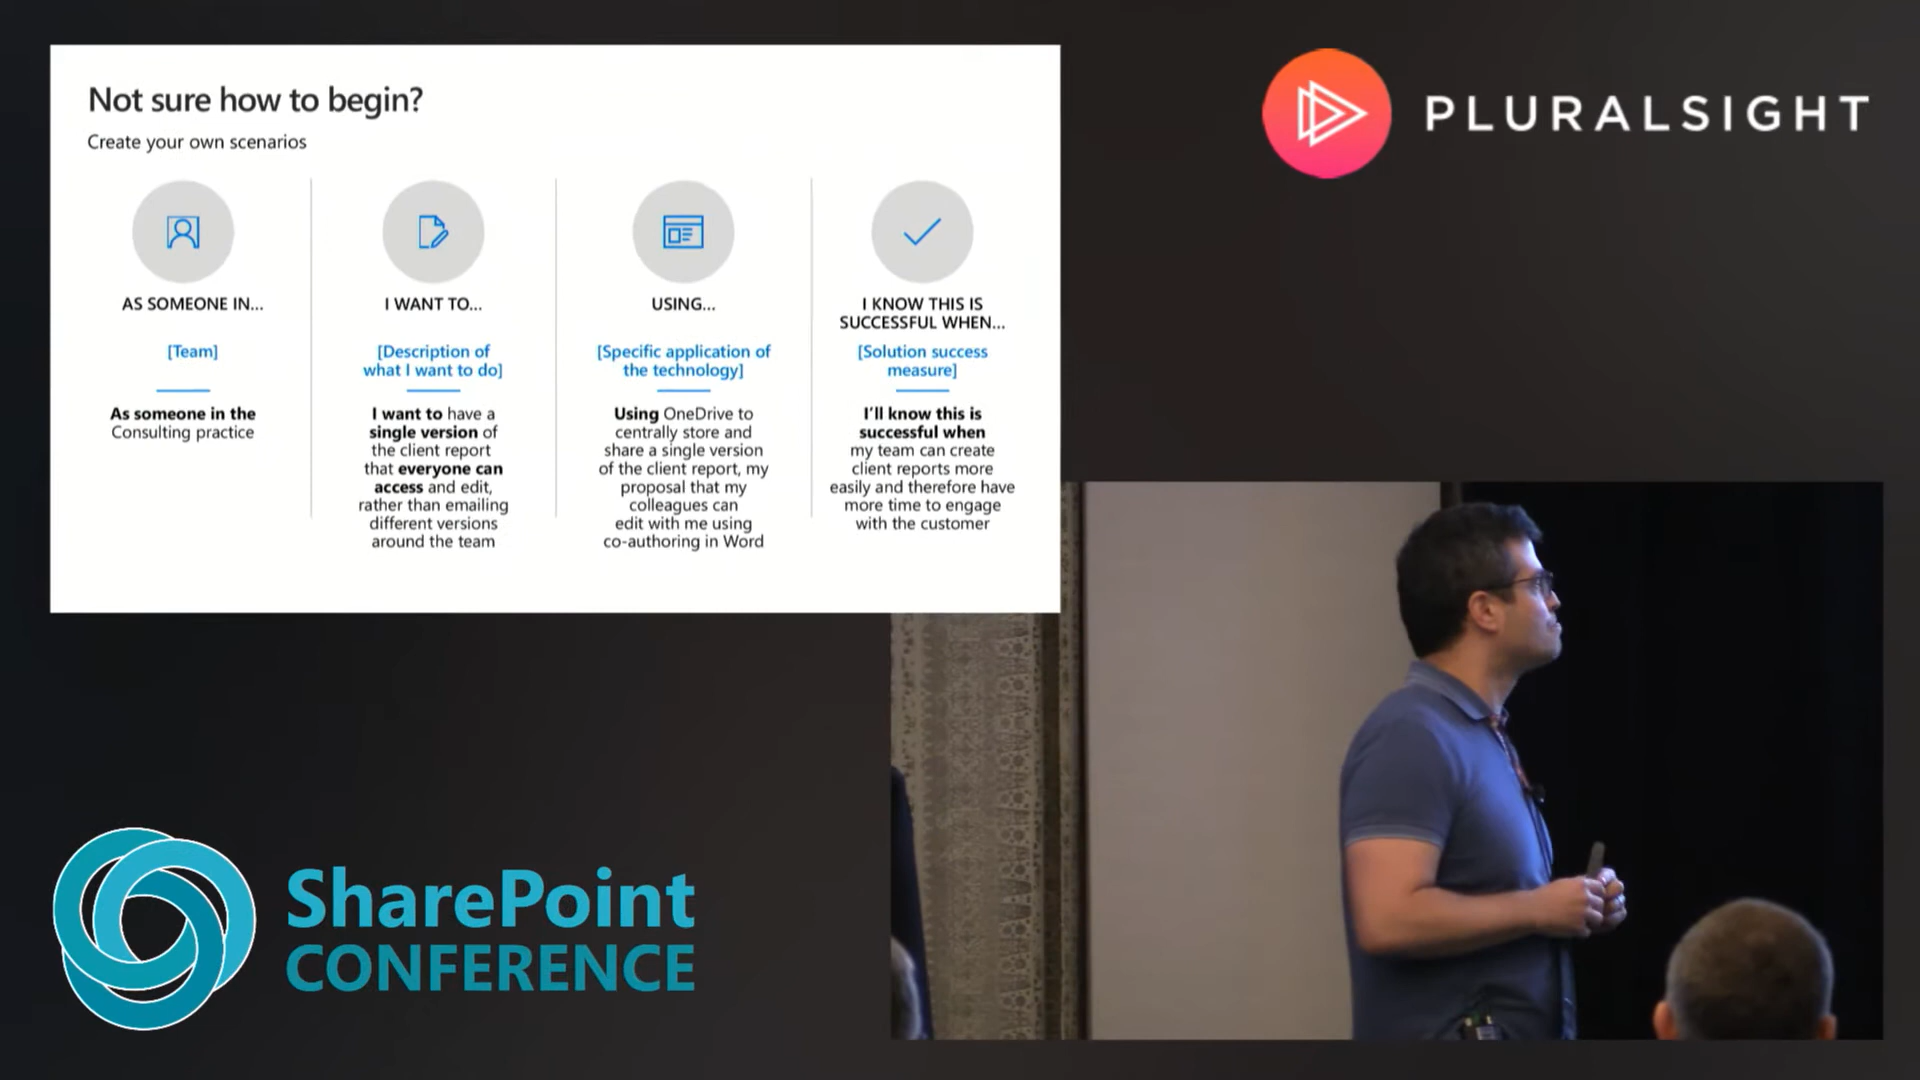 Not sure how to begin?
Create your own scenarios
AS SOMEONE IN...
[Team]
As someone in the
Consulting practice
I WANT TO...
[Description of
what I want to do]
I want to have a
single version of
the client report
that everyone can
access and edit,
rather than emailing
different versions
around the team
USING...
[Specific application of
the technology]
Using OneDrive to
centrally store and
share a single version
of the client report, my
proposal that my
colleagues can
edit with me using
co-authoring in Word
I KNOW THIS IS
SUCCESSFUL WHEN...
[Solution success
measure]
I'll know this is
successful when
my team can create
client reports more
easily and therefore have
more time to engage
with the customer
PLURALSIGHT
SharePoint
CONFERENCE